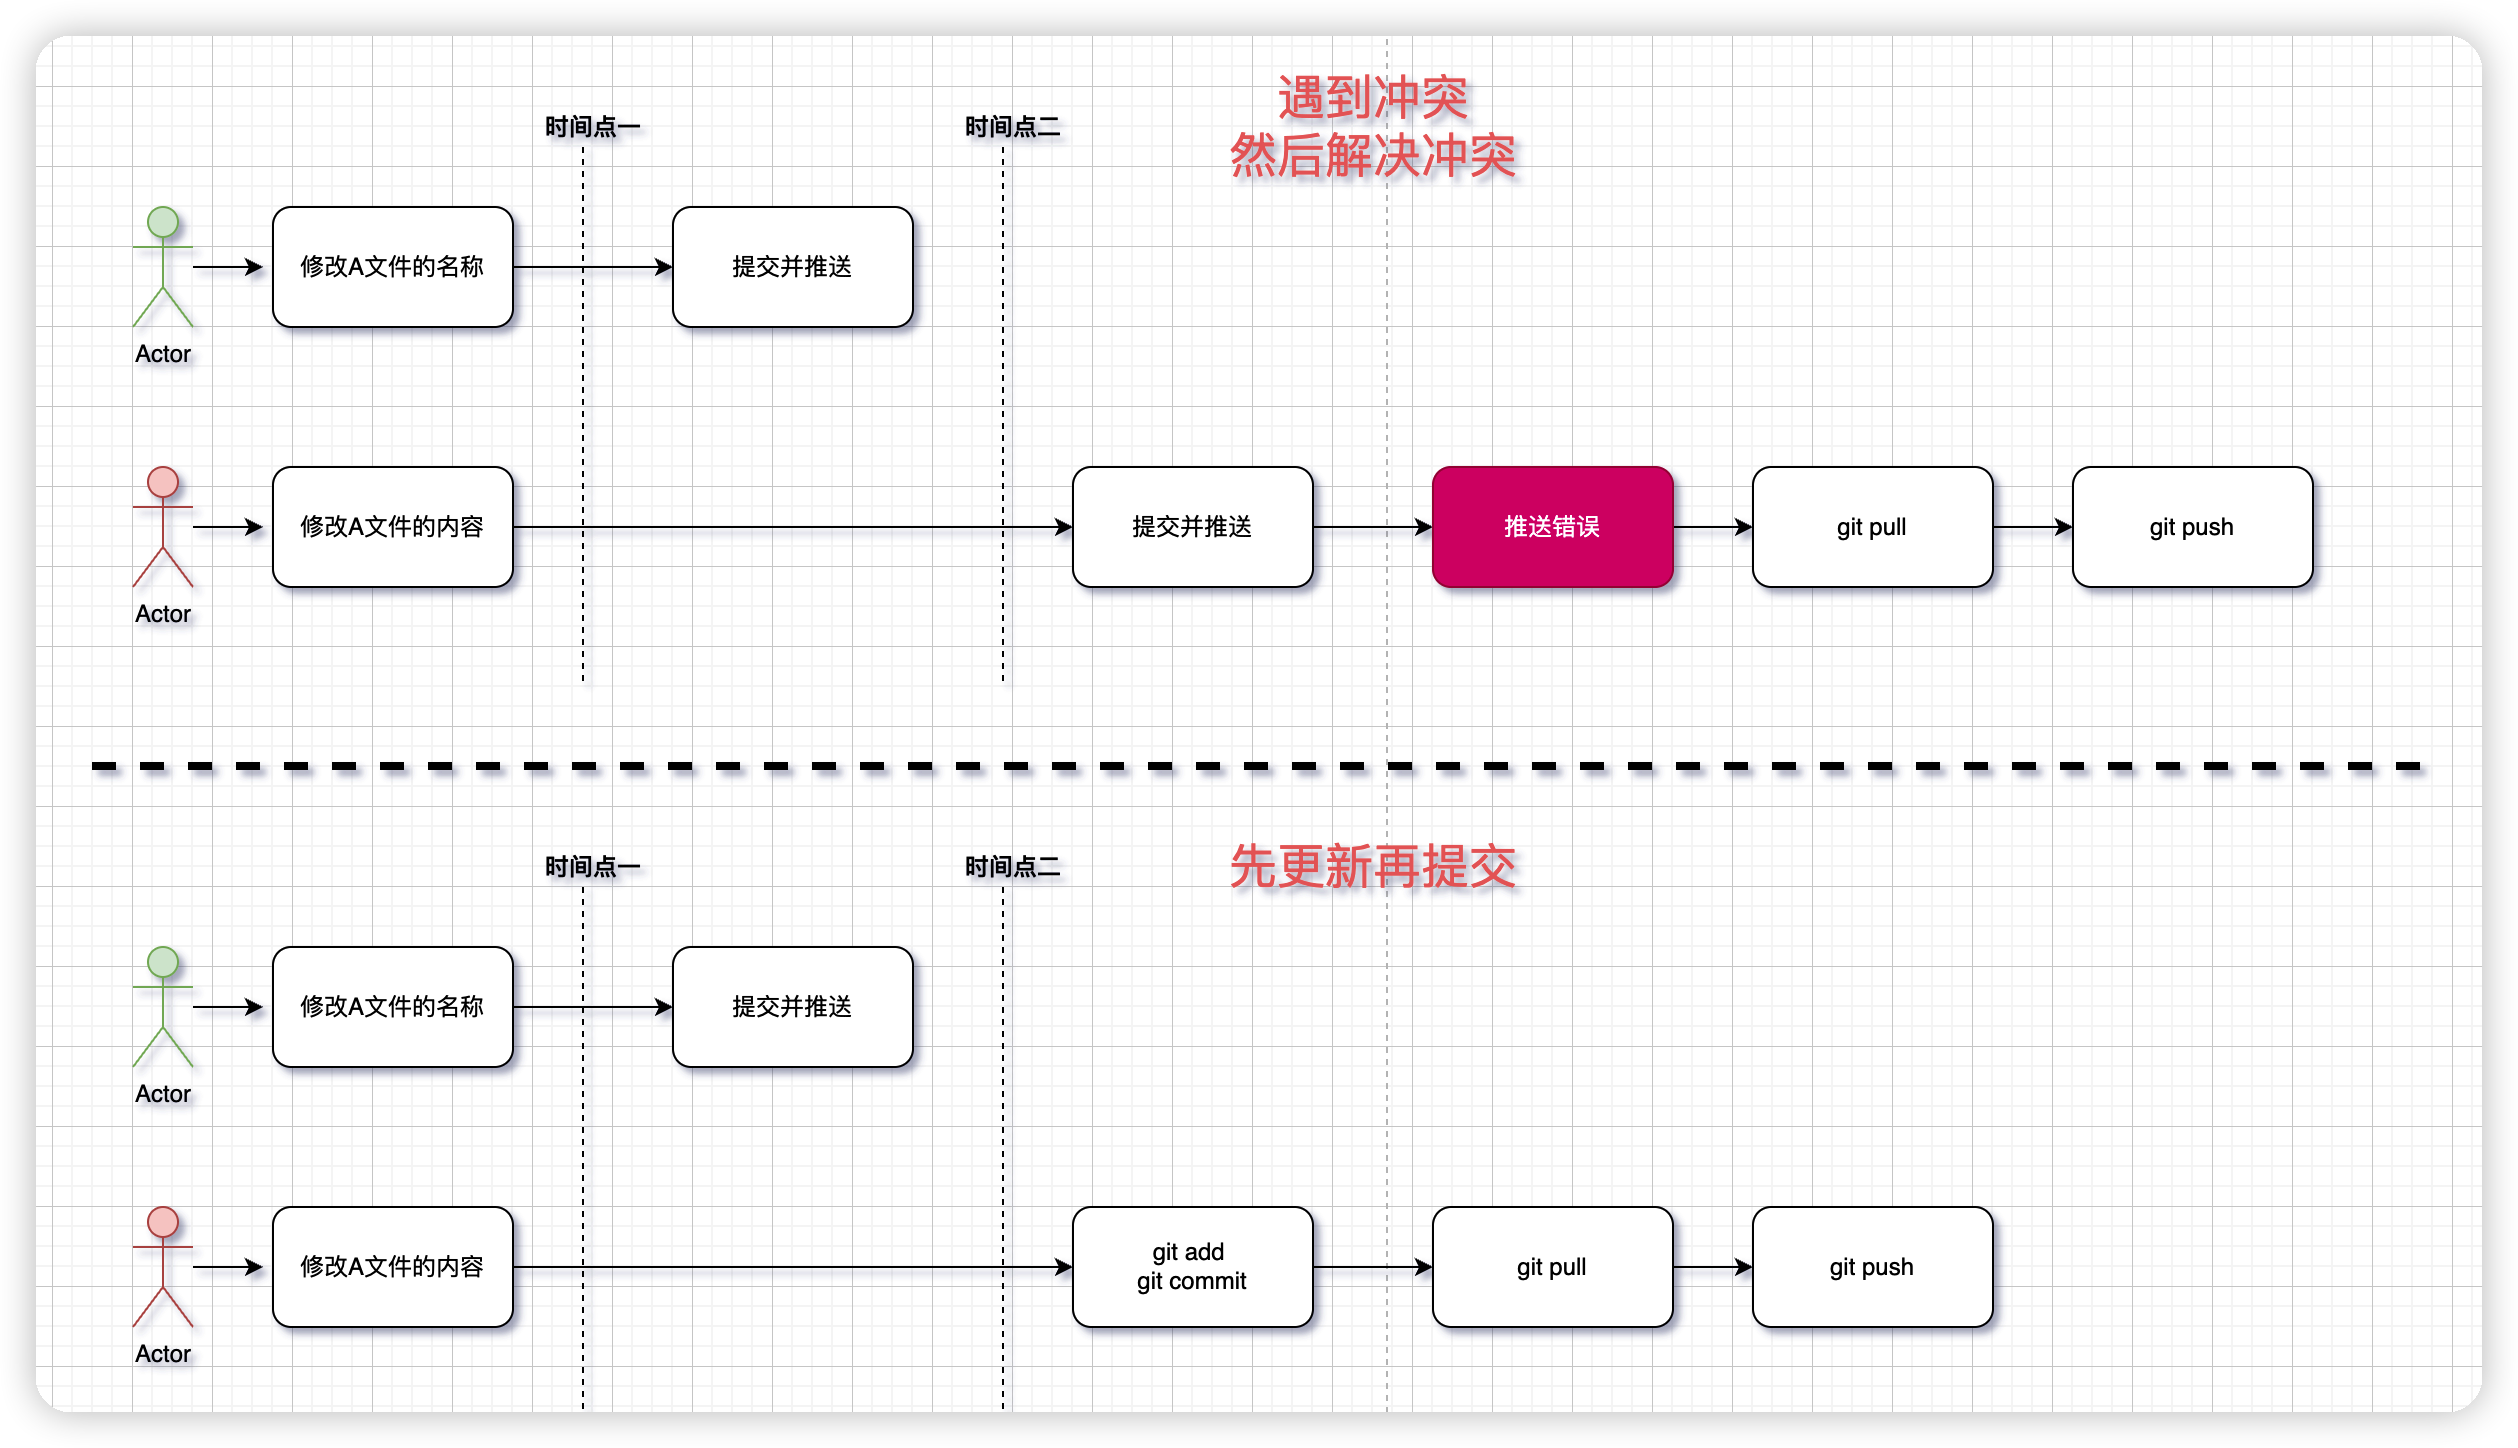 遇到冲突
然后解决冲突
时间点一
时间点二
修改A文件的名称
提交并推送
Actor
修改A文件的内容
提交并推送
推送错误
git pull
git push
Actor
先更新再提交
时间点一
时间点二
修改A文件的名称
提交并推送
Actor
修改A文件的内容
git add
git commit
git pull
git push
Actor